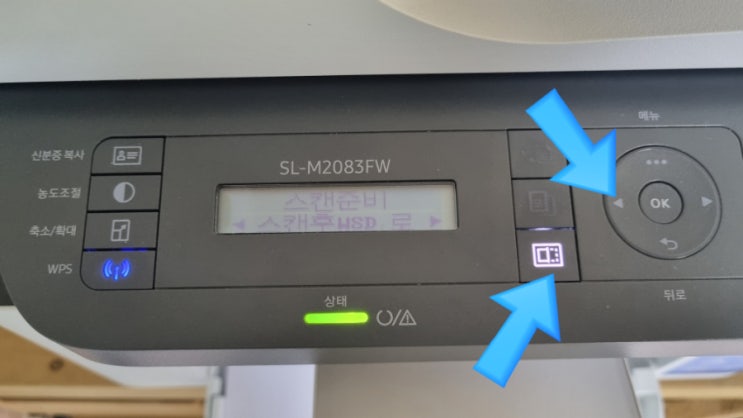 메뉴
신분증 복사
SL-M2083FW
농도조절
스캔준비
◀ 스캔후WSD 로 ▶
OK
축소/확대
WPS
상태
뒤로